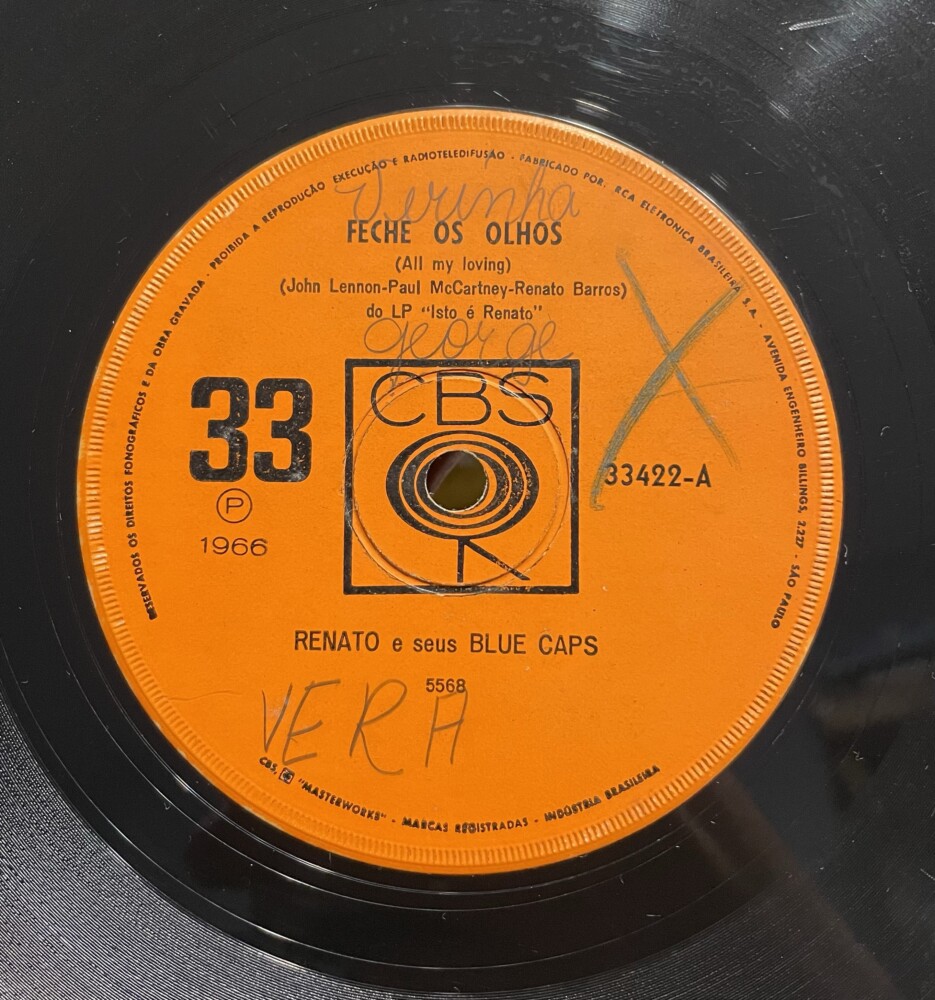 RESERVADOS OS DIREITOS FONOGRÁFICOS E DA OBRA GRAVADA - PROIBIDA A REPRODUÇÃO EXECUÇÃO E RADIOTELEDIFUSÃO - FABRICADO POR, RCA ELETRONICA BRASILEIRA S.A. - AVENIDA ENGENHEIRO BILLINGS, 2.227 - SÃO PAULO
Verinha
FECHE OS OLHOS
(All my loving)
(John Lennon-Paul McCartney-Renato Barros)
do LP "Isto é Renato"
george
CBS
33
33422-A
P
1966
RENATO e seus BLUE CAPS
5568
VERA
CBS, "MASTERWORKS" - MARCAS REGISTRADAS - INDÚSTRIA BRASILEIRA